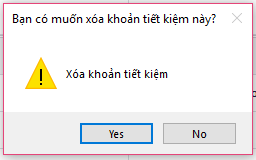 Bạn có muốn xóa khoản tiết kiệm này?
Xóa khoản tiết kiệm
Yes
No